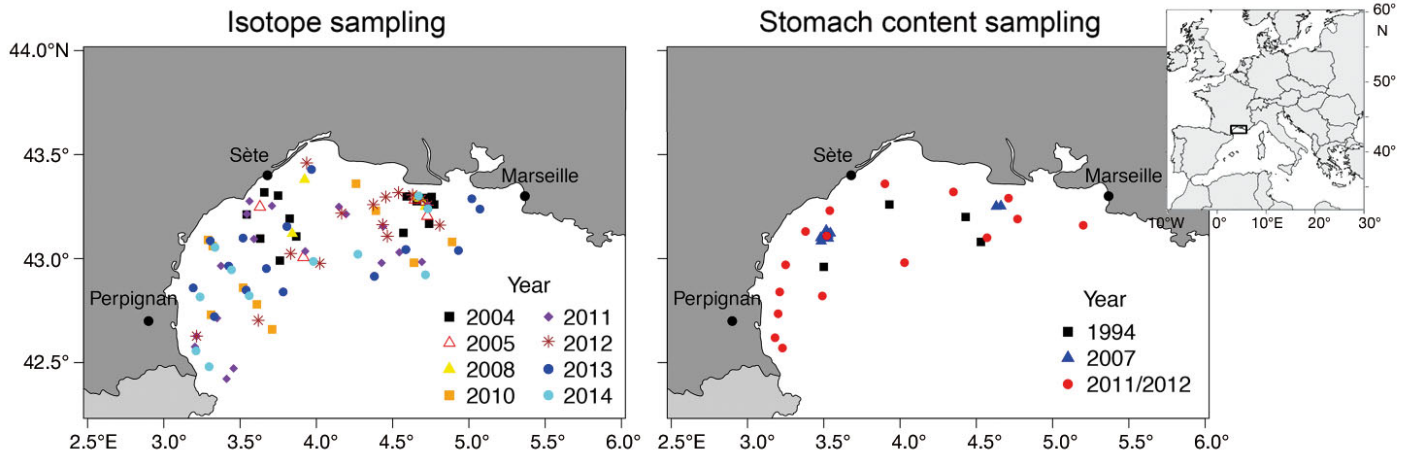 Isotope sampling
Stomach content sampling
44.0°N
43.5°
43.0°
42.5°
Sète
Marseille
Perpignan
Year
2004
2005
2008
2010
2011
2012
2013
2014
2.5°E 3.0° 3.5° 4.0° 4.5° 5.0° 5.5° 6.0°
Sète
Marseille
Perpignan
Year
1994
2007
2011/2012
2.5°E 3.0° 3.5° 4.0° 4.5° 5.0° 5.5° 6.0°
60°
N
50°
40°
10°W 0° 10°E 20° 30°